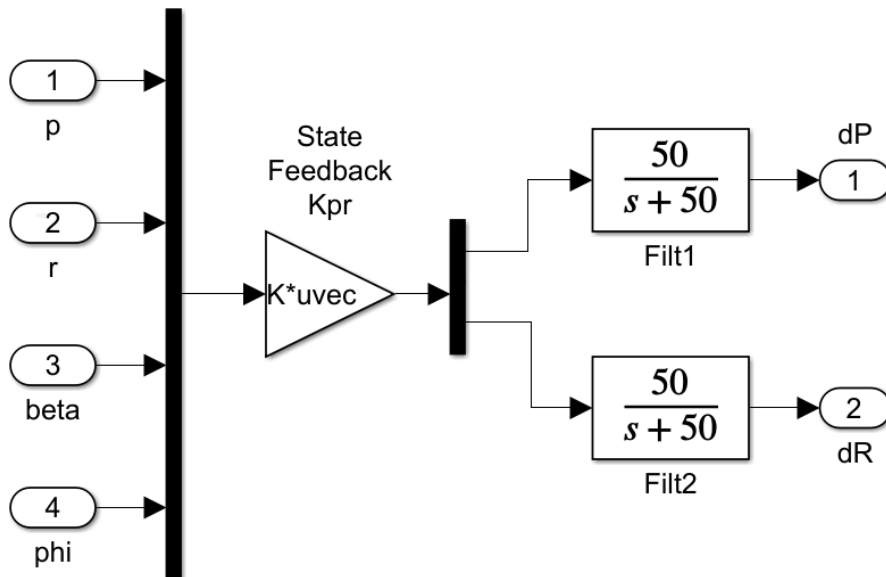 1
p
2
r
3
beta
4
phi
State
Feedback
Kpr
K*uvec
50
s + 50
Filt1
dP
1
50
s + 50
Filt2
2
dR